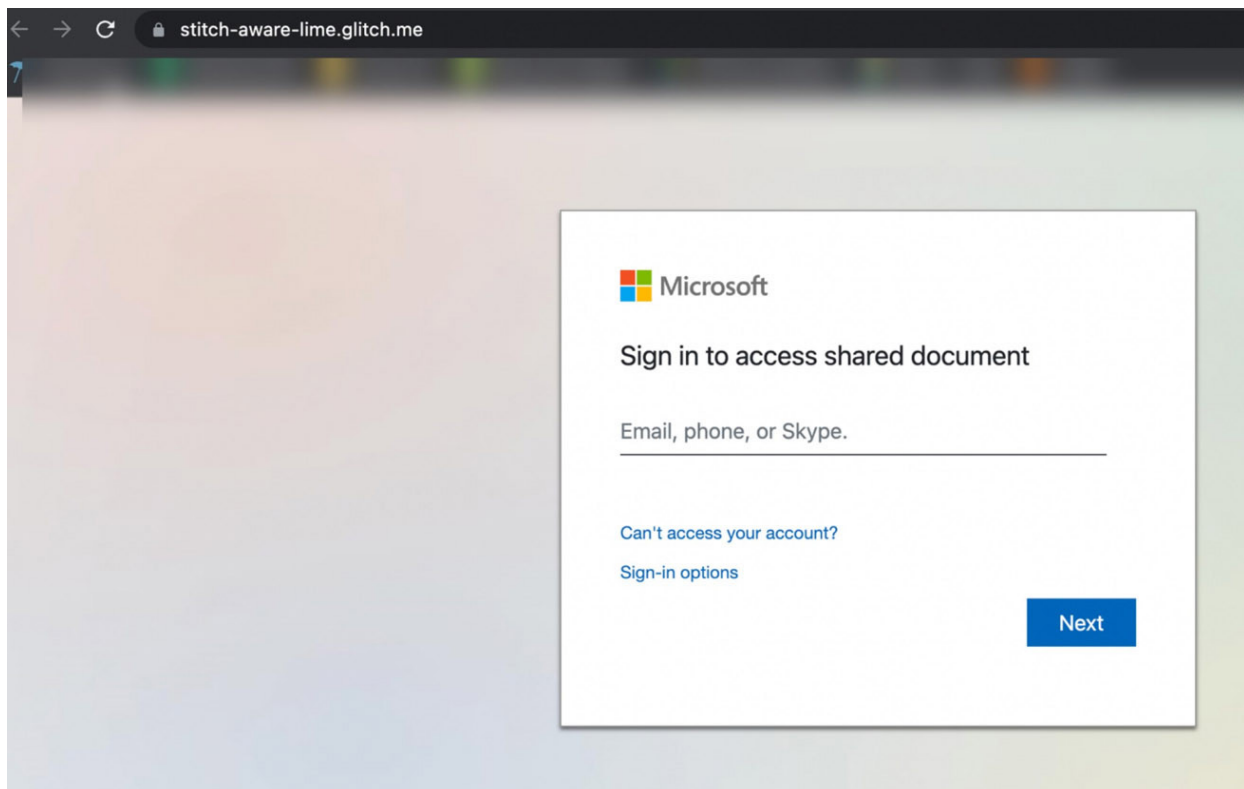 stitch-aware-lime.glitch.me
Microsoft
Sign in to access shared document
Email, phone, or Skype.
Can't access your account?
Sign-in options
Next